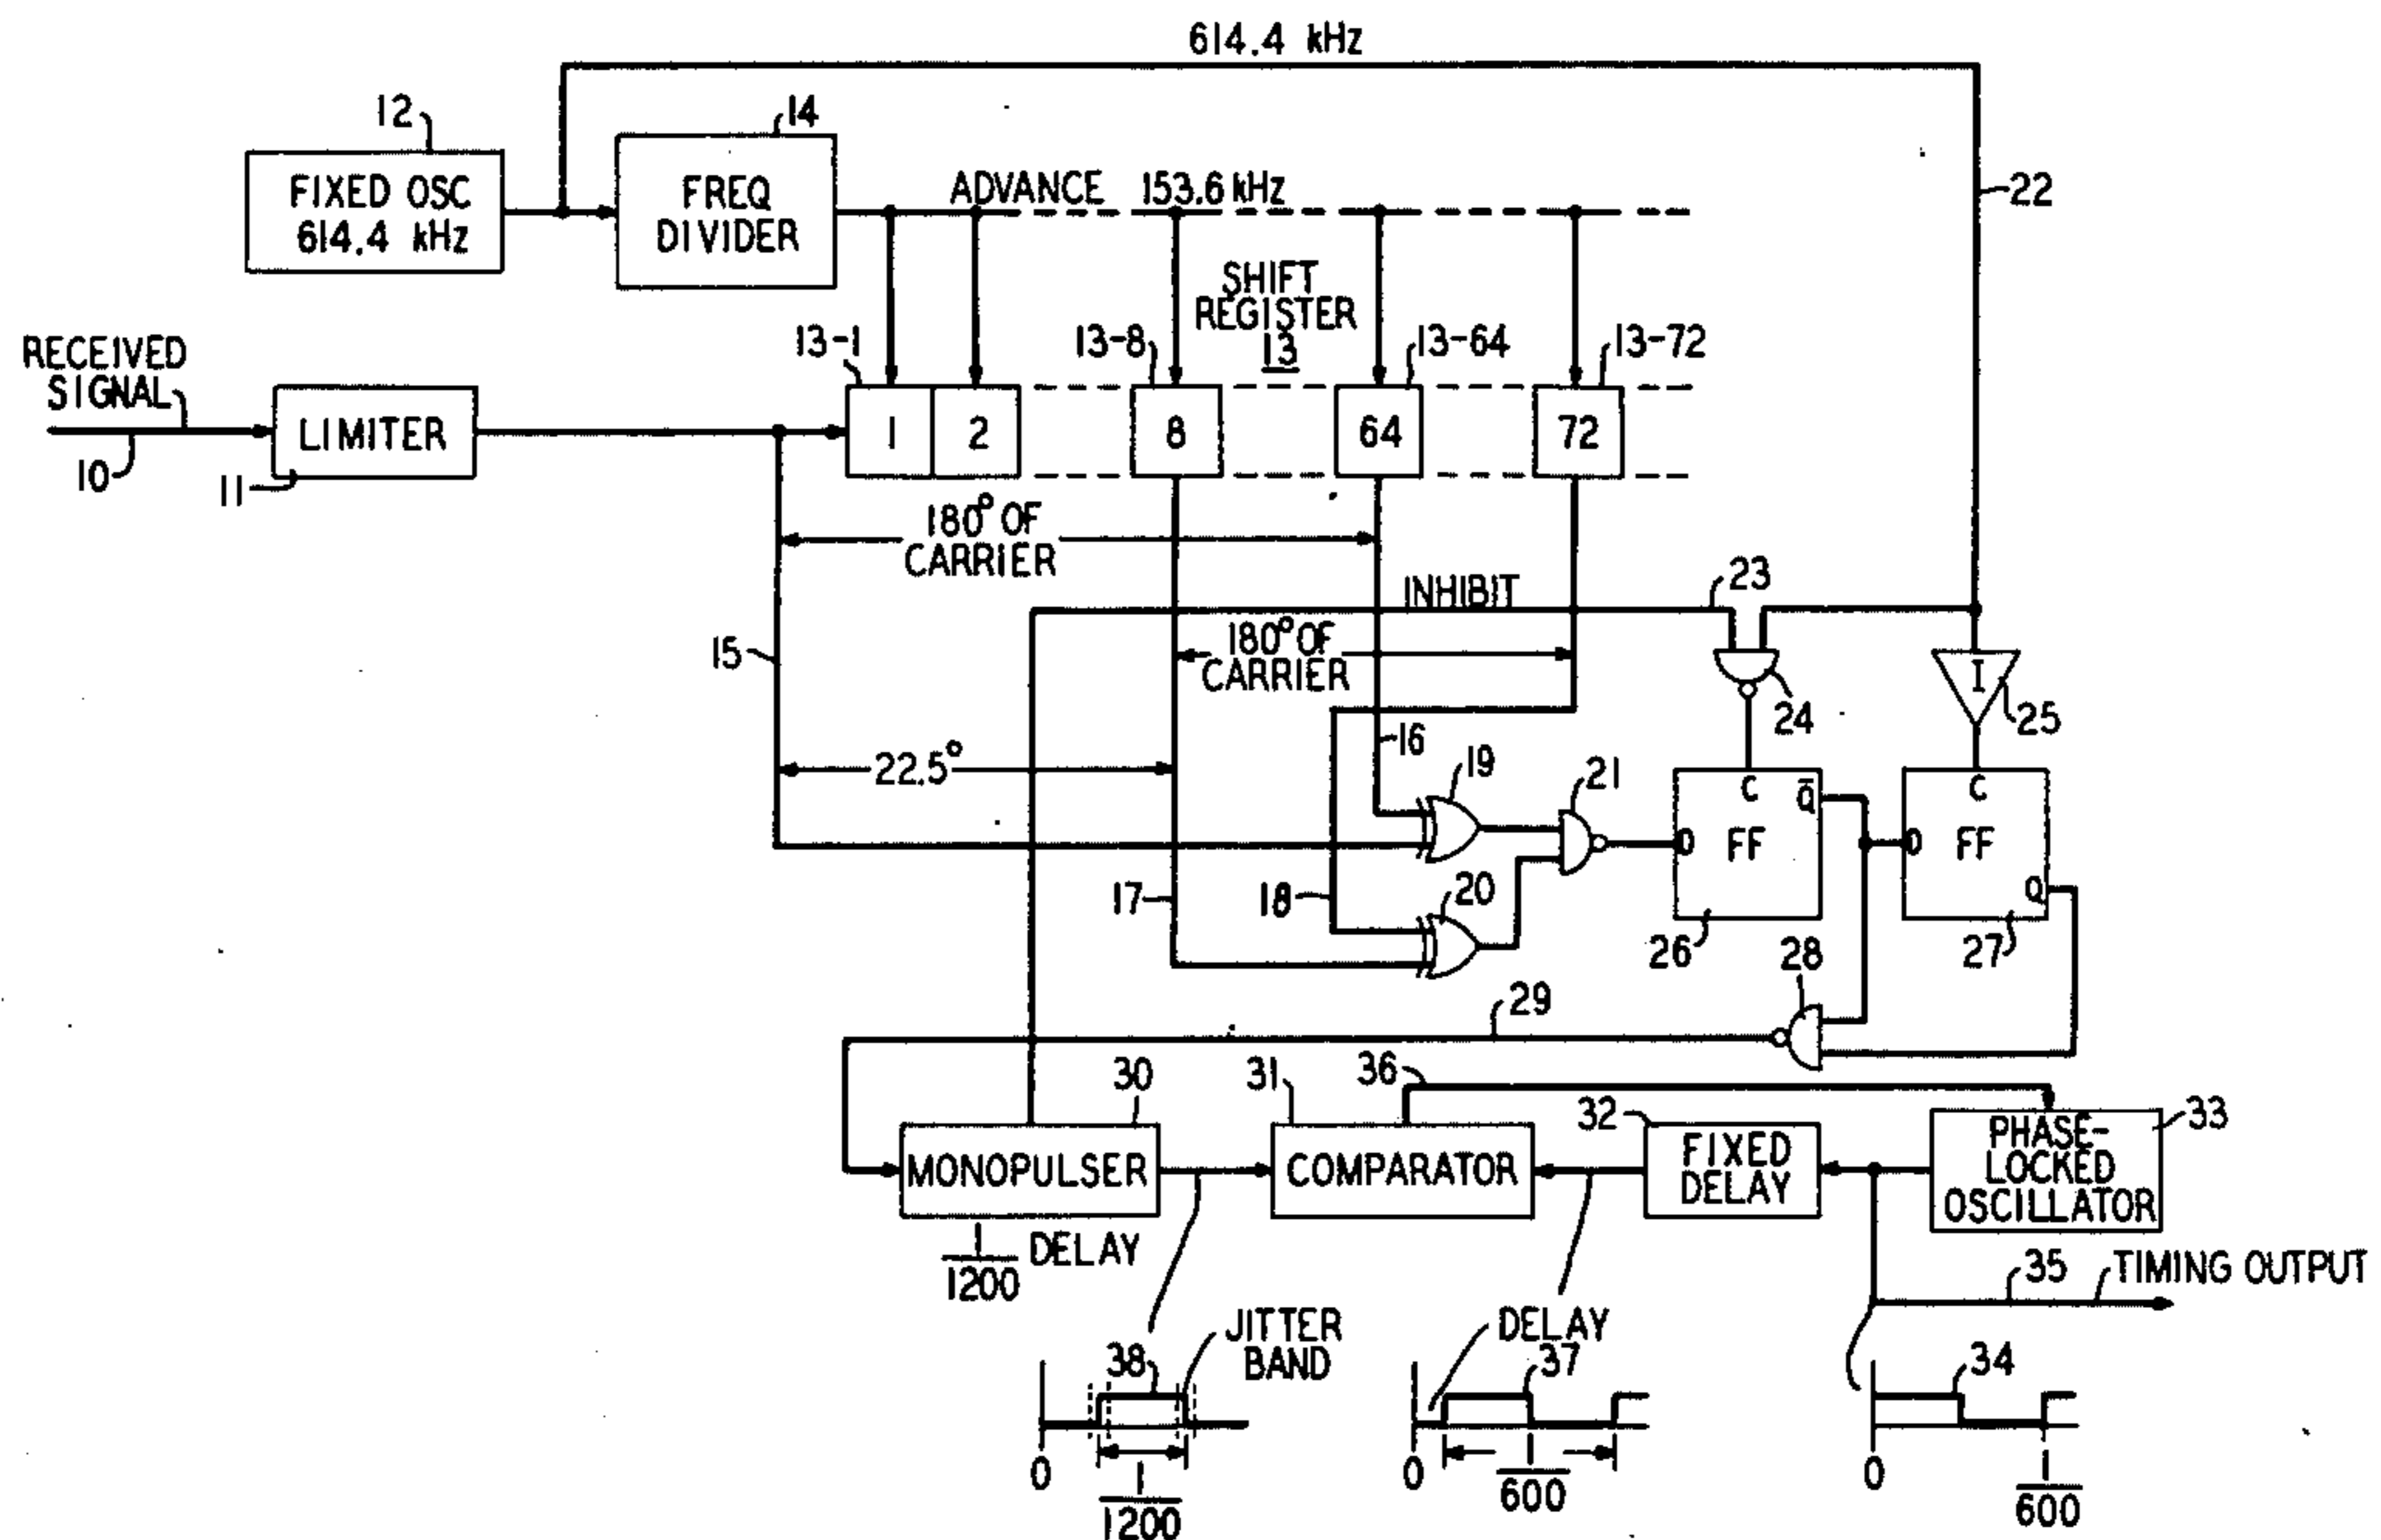 614.4 kHz
12
14
FIXED OSC
614.4 kHz
FREQ
DIVIDER
ADVANCE 153.6 kHz
22
SHIFT
REGISTER
13
13-1
13-8
13-64
13-72
RECEIVED
SIGNAL
10
LIMITER
11
1
2
8
64
72
180° OF
CARRIER
INHIBIT
23
15
180° OF
CARRIER
24
I
25
22.5°
16
19
21
C
Q̄
D
FF
26
C
D
FF
Q
27
17
18
20
28
29
30
31
36
32
33
MONOPULSER
COMPARATOR
FIXED
DELAY
PHASE-
LOCKED
OSCILLATOR
1/1200 DELAY
35
TIMING OUTPUT
JITTER
BAND
38
DELAY
37
34
0
1/1200
0
1/600
0
1/600